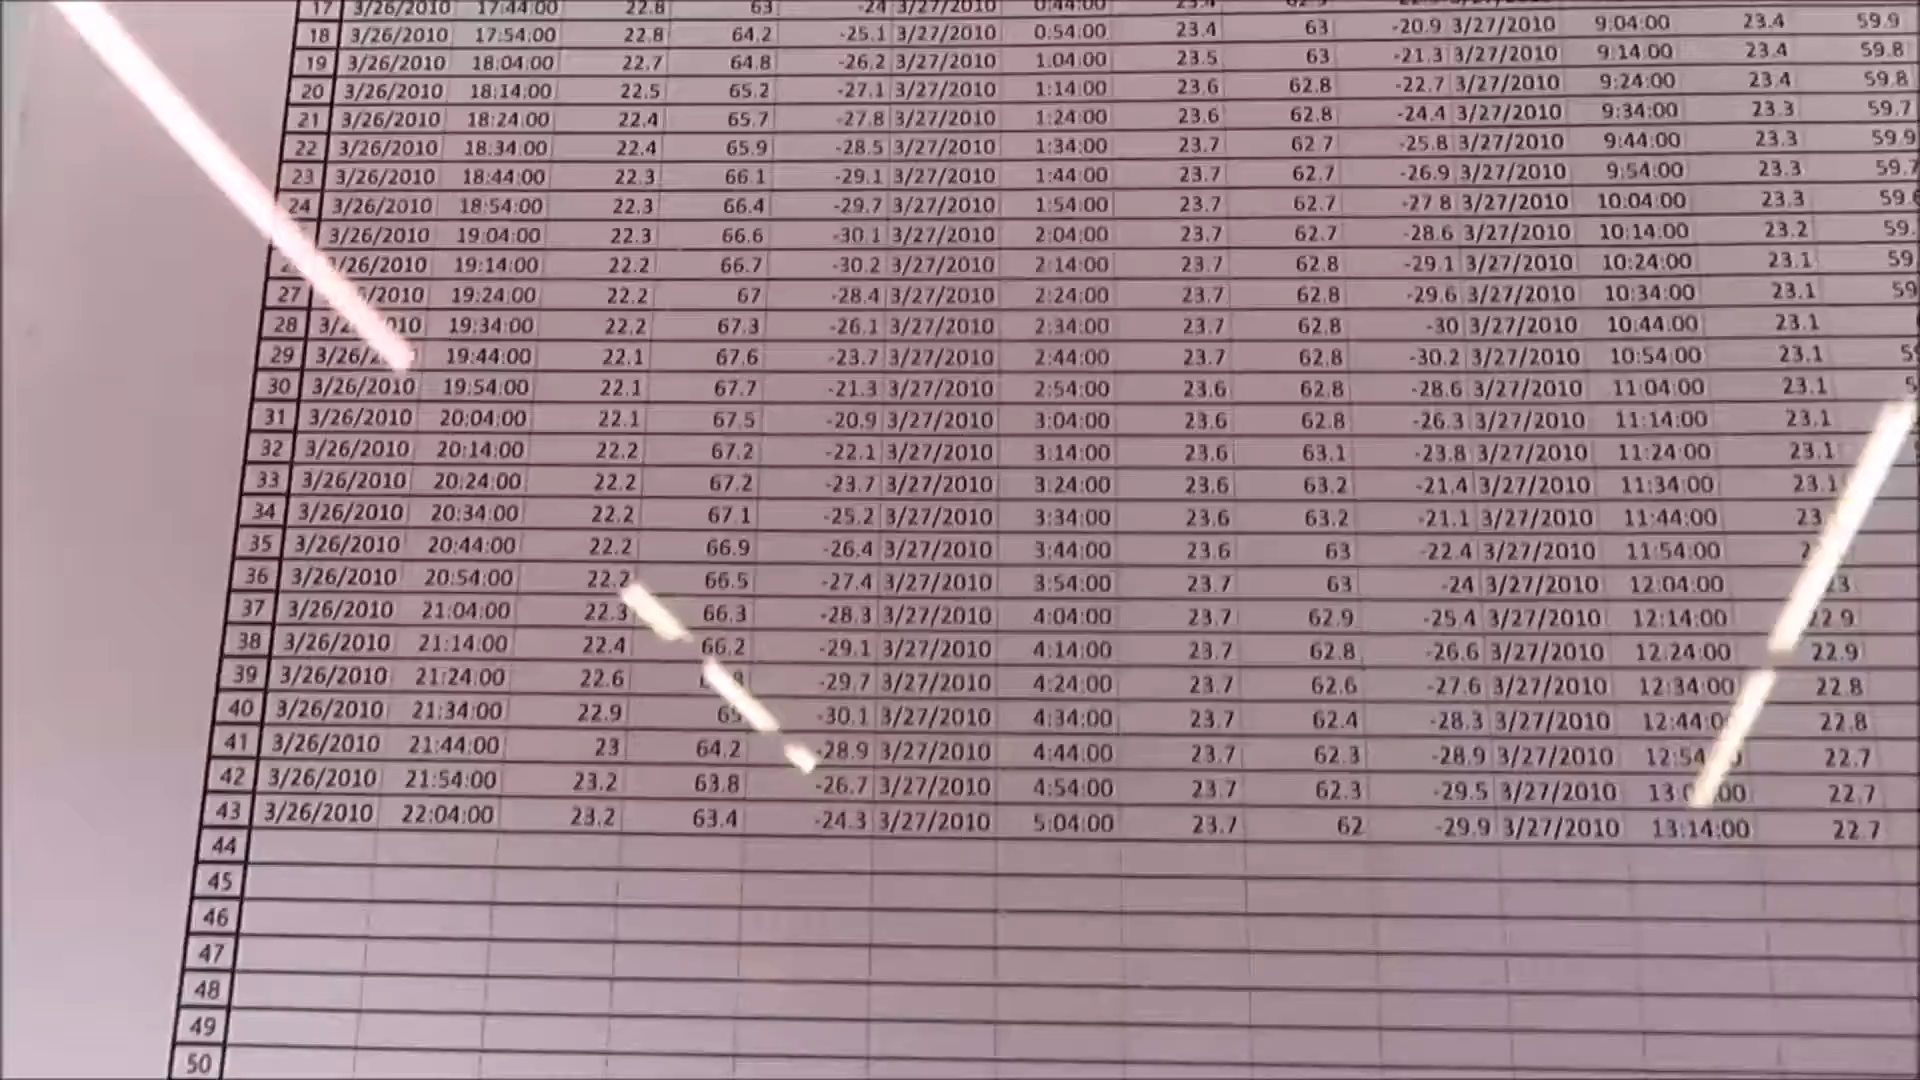 17 3/26/2010 17:44:00 22.8 63 -24 3/27/2010 0:44:00 23.4
18 3/26/2010 17:54:00 22.8 64.2 -25.1 3/27/2010 0:54:00 23.4 63 -20.9 3/27/2010 9:04:00 23.4 59.9
19 3/26/2010 18:04:00 22.7 64.8 -26.2 3/27/2010 1:04:00 23.5 63 -21.3 3/27/2010 9:14:00 23.4 59.8
20 3/26/2010 18:14:00 22.5 65.2 -27.1 3/27/2010 1:14:00 23.6 62.8 -22.7 3/27/2010 9:24:00 23.4 59.8
21 3/26/2010 18:24:00 22.4 65.7 -27.8 3/27/2010 1:24:00 23.6 62.8 -24.4 3/27/2010 9:34:00 23.3 59.7
22 3/26/2010 18:34:00 22.4 65.9 -28.5 3/27/2010 1:34:00 23.7 62.7 -25.8 3/27/2010 9:44:00 23.3 59.9
23 3/26/2010 18:44:00 22.3 66.1 -29.1 3/27/2010 1:44:00 23.7 62.7 -26.9 3/27/2010 9:54:00 23.3 59.7
24 3/26/2010 18:54:00 22.3 66.4 -29.7 3/27/2010 1:54:00 23.7 62.7 -27.8 3/27/2010 10:04:00 23.3
3/26/2010 19:04:00 22.3 66.6 -30.1 3/27/2010 2:04:00 23.7 62.7 -28.6 3/27/2010 10:14:00 23.2
19:14:00 22.2 66.7 -30.2 3/27/2010 2:14:00 23.7 62.8 -29.1 3/27/2010 10:24:00 23.1
27 19:24:00 22.2 67 -28.4 3/27/2010 2:24:00 23.7 62.8 -29.6 3/27/2010 10:34:00 23.1
28 19:34:00 22.2 67.3 -26.1 3/27/2010 2:34:00 23.7 62.8 -30 3/27/2010 10:44:00 23.1
29 19:44:00 22.1 67.6 -23.7 3/27/2010 2:44:00 23.7 62.8 -30.2 3/27/2010 10:54:00 23.1
30 3/26/2010 19:54:00 22.1 67.7 -21.3 3/27/2010 2:54:00 23.6 62.8 -28.6 3/27/2010 11:04:00 23.1
31 3/26/2010 20:04:00 22.1 67.5 -20.9 3/27/2010 3:04:00 23.6 62.8 -26.3 3/27/2010 11:14:00 23.1
32 3/26/2010 20:14:00 22.2 67.2 -22.1 3/27/2010 3:14:00 23.6 63.1 -23.8 3/27/2010 11:24:00 23.1
33 3/26/2010 20:24:00 22.2 67.2 -23.7 3/27/2010 3:24:00 23.6 63.2 -21.4 3/27/2010 11:34:00 23.1
34 3/26/2010 20:34:00 22.2 67.1 -25.2 3/27/2010 3:34:00 23.6 63.2 -21.1 3/27/2010 11:44:00
35 3/26/2010 20:44:00 22.2 66.9 -26.4 3/27/2010 3:44:00 23.6 63 -22.4 3/27/2010 11:54:00
36 3/26/2010 20:54:00 22.2 66.5 -27.4 3/27/2010 3:54:00 23.7 63 -24 3/27/2010 12:04:00
37 3/26/2010 21:04:00 22.3 66.3 -28.3 3/27/2010 4:04:00 23.7 62.9 -25.4 3/27/2010 12:14:00 22.9
38 3/26/2010 21:14:00 22.4 66.2 -29.1 3/27/2010 4:14:00 23.7 62.8 -26.6 3/27/2010 12:24:00 22.9
39 3/26/2010 21:24:00 22.6 -29.7 3/27/2010 4:24:00 23.7 62.6 -27.6 3/27/2010 12:34:00 22.8
40 3/26/2010 21:34:00 22.9 -30.1 3/27/2010 4:34:00 23.7 62.4 -28.3 3/27/2010 12:44:00 22.8
41 3/26/2010 21:44:00 23 64.2 -28.9 3/27/2010 4:44:00 23.7 62.3 -28.9 3/27/2010 22.7
42 3/26/2010 21:54:00 23.2 63.8 -26.7 3/27/2010 4:54:00 23.7 62.3 -29.5 3/27/2010 22.7
43 3/26/2010 22:04:00 23.2 63.4 -24.3 3/27/2010 5:04:00 23.7 62 -29.9 3/27/2010 13:14:00 22.7
44
45
46
47
48
49
50